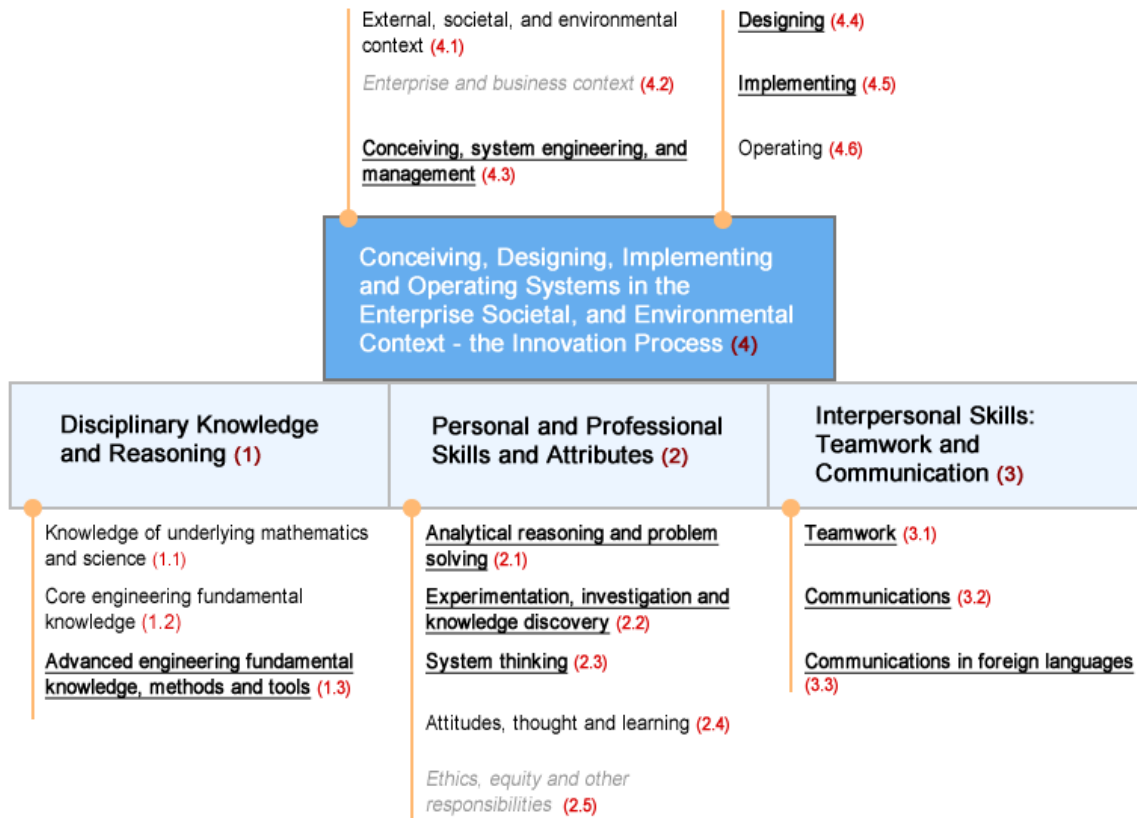 External, societal, and environmental
context (4.1)
Enterprise and business context (4.2)
Conceiving, system engineering, and
management (4.3)
Designing (4.4)
Implementing (4.5)
Operating (4.6)
Conceiving, Designing, Implementing
and Operating Systems in the
Enterprise Societal, and Environmental
Context - the Innovation Process (4)
Disciplinary Knowledge
and Reasoning (1)
Knowledge of underlying mathematics
and science (1.1)
Core engineering fundamental
knowledge (1.2)
Advanced engineering fundamental
knowledge, methods and tools (1.3)
Personal and Professional
Skills and Attributes (2)
Analytical reasoning and problem
solving (2.1)
Experimentation, investigation and
knowledge discovery (2.2)
System thinking (2.3)
Attitudes, thought and learning (2.4)
Ethics, equity and other
responsibilities (2.5)
Interpersonal Skills:
Teamwork and
Communication (3)
Teamwork (3.1)
Communications (3.2)
Communications in foreign languages
(3.3)